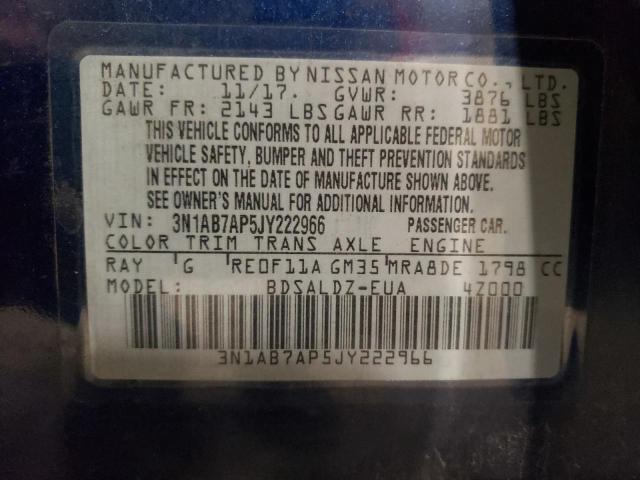 MANUFACTURED BY NISSAN MOTOR CO., LTD.
DATE: 11/17. GVWR: 3876 LBS
GAWR FR: 2143 LBS GAWR RR: 1881 LBS
THIS VEHICLE CONFORMS TO ALL APPLICABLE FEDERAL MOTOR
VEHICLE SAFETY, BUMPER AND THEFT PREVENTION STANDARDS
IN EFFECT ON THE DATE OF MANUFACTURE SHOWN ABOVE.
SEE OWNER'S MANUAL FOR ADDITIONAL INFORMATION.
VIN: 3N1AB7AP5JY222966 PASSENGER CAR.
COLOR TRIM TRANS AXLE ENGINE
RAY G RE0F11A GM35 MRA8DE 1798 CC
MODEL: BDSALDZ-EUA 4Z000
3N1AB7AP5JY222966